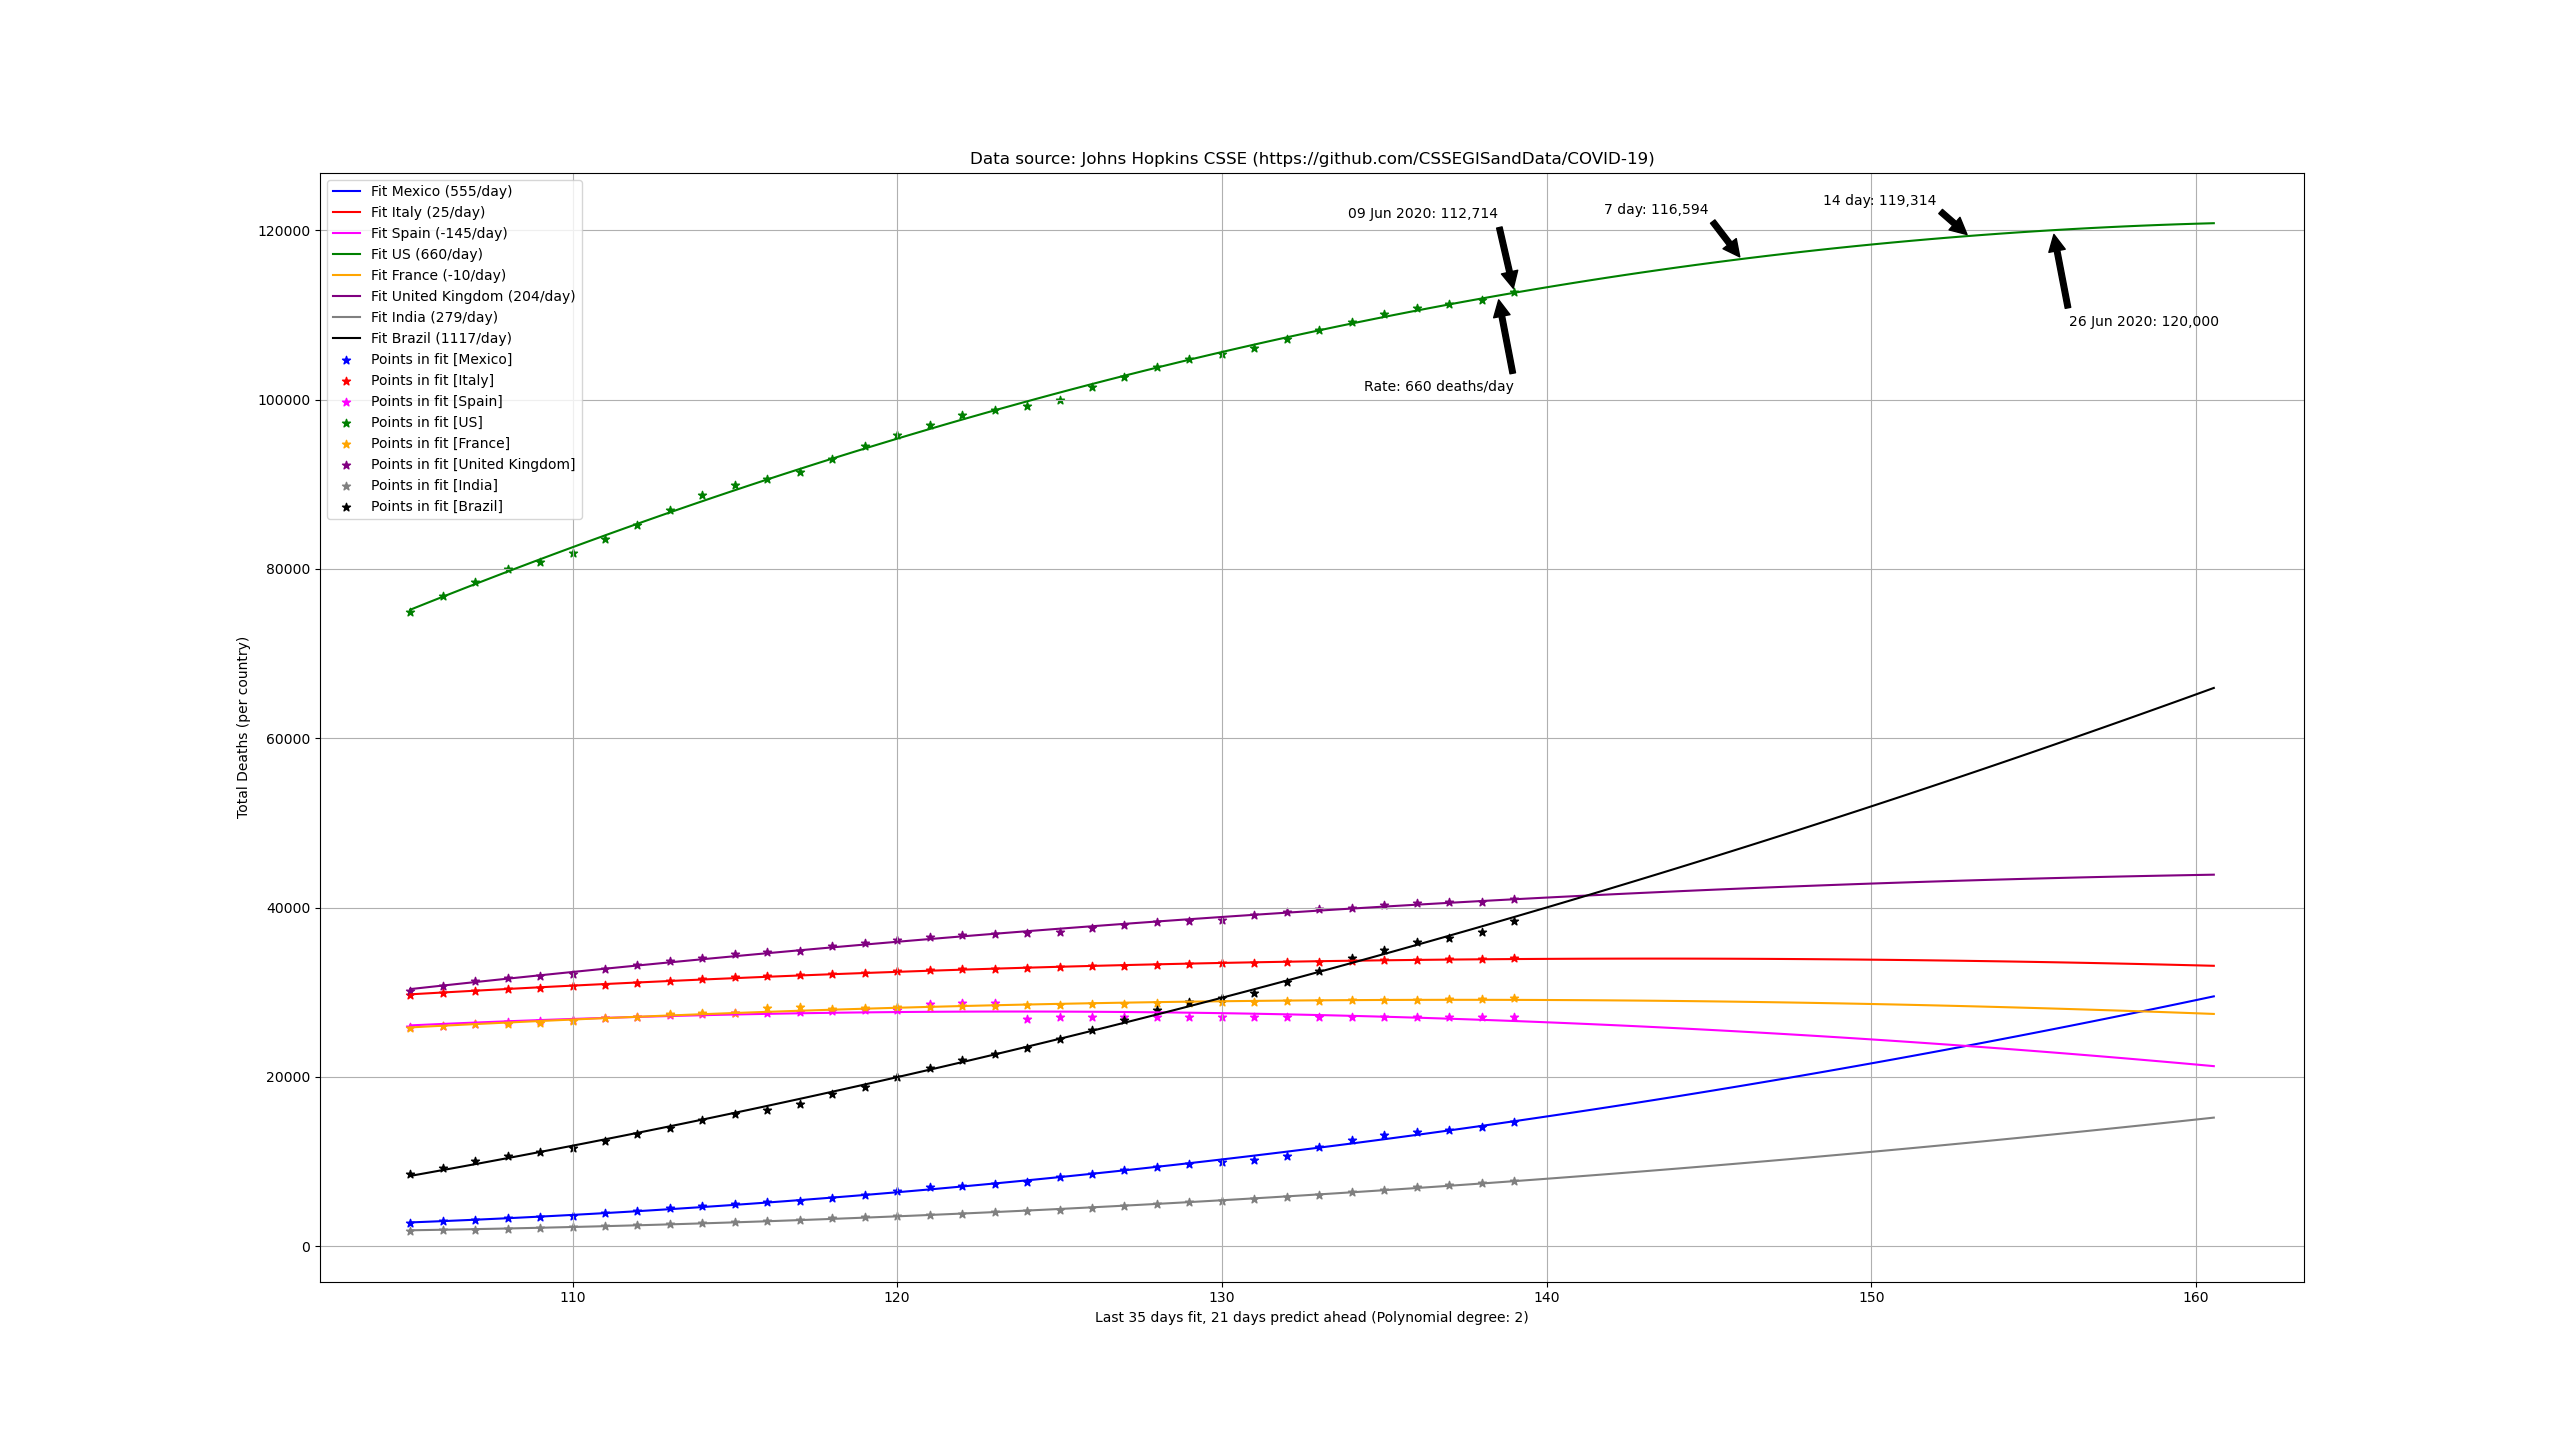 Data source: Johns Hopkins CSSE (https://github.com/CSSEGISandData/COVID-19)
Fit Mexico (555/day)
Fit Italy (25/day)
Fit Spain (-145/day)
Fit US (660/day)
Fit France (-10/day)
Fit United Kingdom (204/day)
Fit India (279/day)
Fit Brazil (1117/day)
Points in fit [Mexico]
Points in fit [Italy]
Points in fit [Spain]
Points in fit [US]
Points in fit [France]
Points in fit [United Kingdom]
Points in fit [India]
Points in fit [Brazil]
09 Jun 2020: 112,714
7 day: 116,594
14 day: 119,314
26 Jun 2020: 120,000
Rate: 660 deaths/day
Total Deaths (per country)
120000
100000
80000
60000
40000
20000
0
110
120
130
140
150
160
Last 35 days fit, 21 days predict ahead (Polynomial degree: 2)